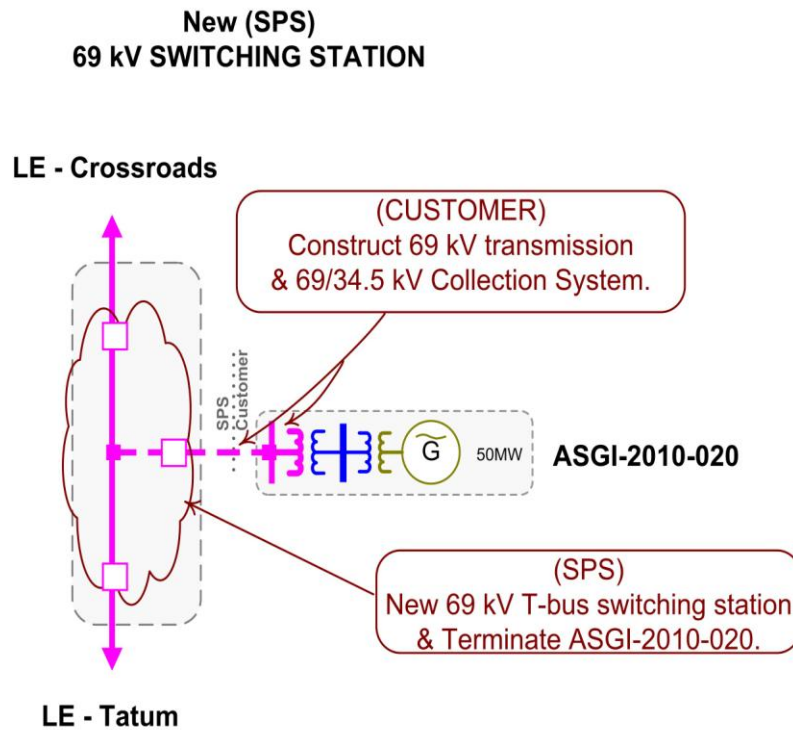 New (SPS)
69 kV SWITCHING STATION
LE - Crossroads
(CUSTOMER)
Construct 69 kV transmission
& 69/34.5 kV Collection System.
SPS
Customer
G
50MW
ASGI-2010-020
(SPS)
New 69 kV T-bus switching station
& Terminate ASGI-2010-020.
LE - Tatum